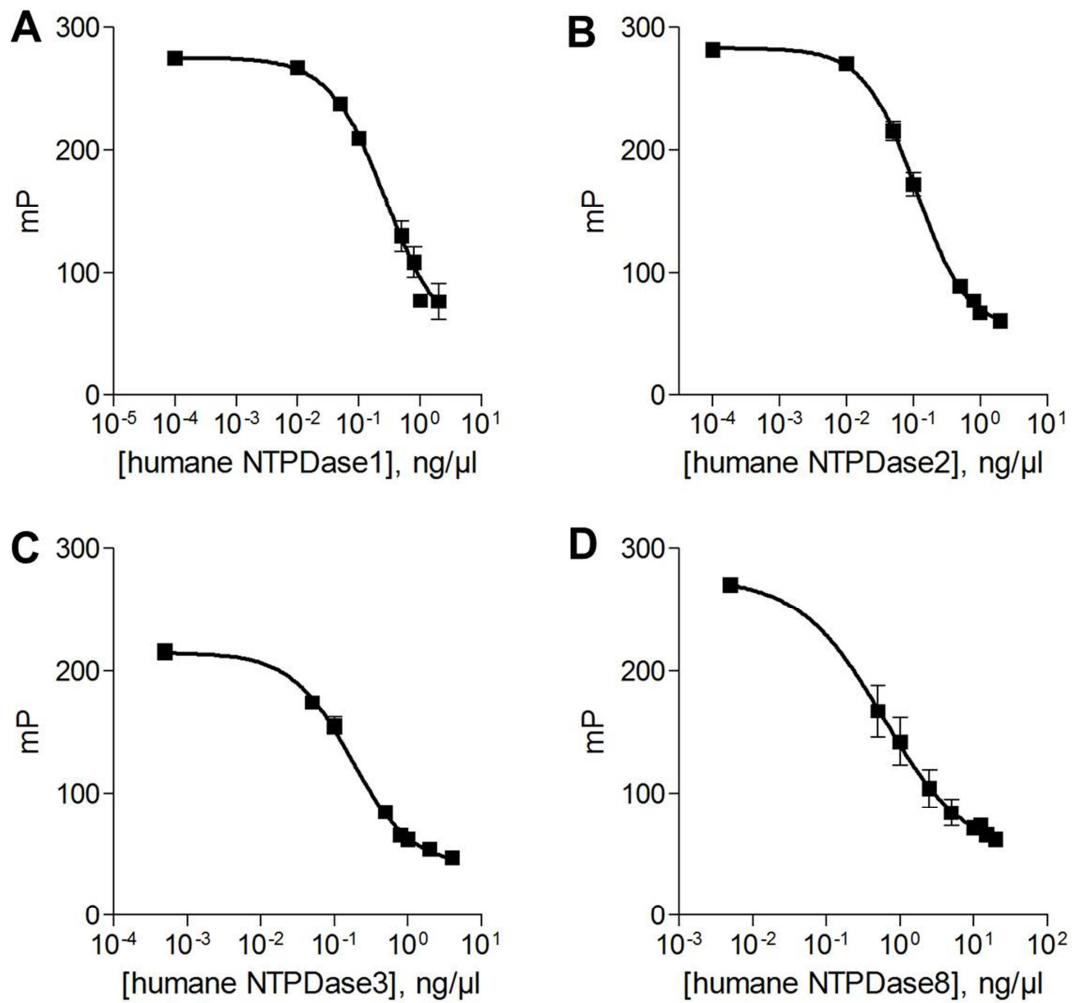 A
300
200
100
0
mP
10⁻⁵ 10⁻⁴ 10⁻³ 10⁻² 10⁻¹ 10⁰ 10¹
[humane NTPDase1], ng/µl
B
300
200
100
0
mP
10⁻⁴ 10⁻³ 10⁻² 10⁻¹ 10⁰ 10¹
[humane NTPDase2], ng/µl
C
300
200
100
0
mP
10⁻⁴ 10⁻³ 10⁻² 10⁻¹ 10⁰ 10¹
[humane NTPDase3], ng/µl
D
300
200
100
0
mP
10⁻³ 10⁻² 10⁻¹ 10⁰ 10¹ 10²
[humane NTPDase8], ng/µl